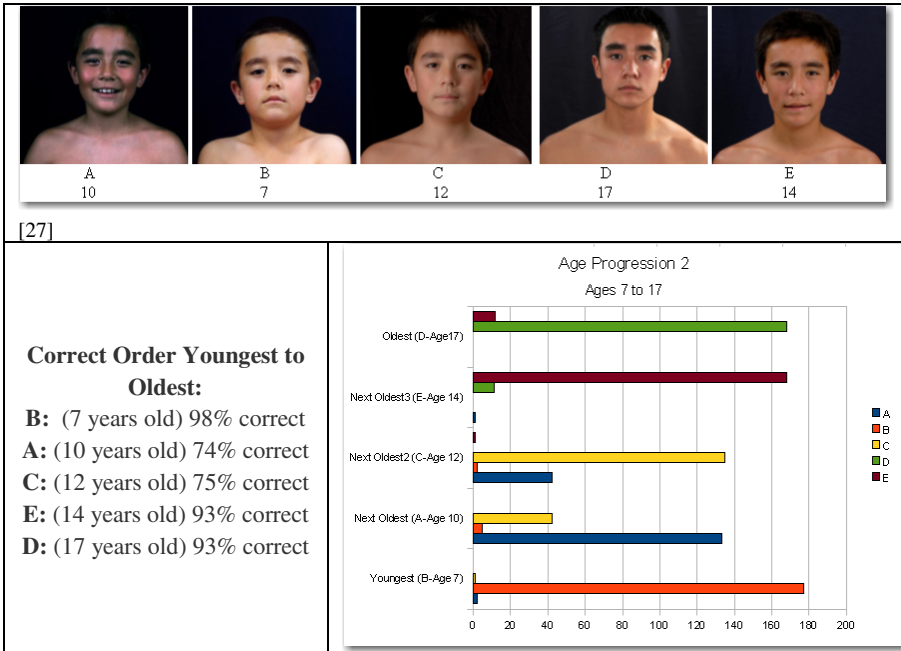 A B C D E
10 7 12 17 14
[27]
Correct Order Youngest to
Oldest:
B: (7 years old) 98% correct
A: (10 years old) 74% correct
C: (12 years old) 75% correct
E: (14 years old) 93% correct
D: (17 years old) 93% correct
Age Progression 2
Ages 7 to 17
Oldest (D-Age17)
Next Oldest3 (E-Age 14)
Next Oldest2 (C-Age 12)
Next Oldest (A-Age 10)
Youngest (B-Age 7)
0 20 40 60 80 100 120 140 160 180 200
A
B
C
D
E